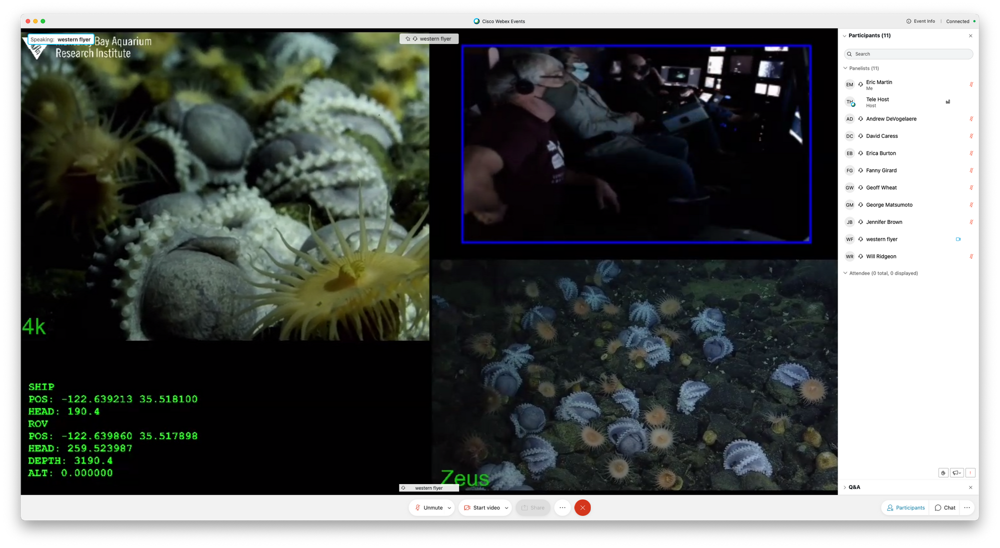 Cisco Webex Events
Event Info
Connected
Speaking: western flyer
Bay Aquarium
Research Institute
western flyer
4k
SHIP
POS: -122.639213 35.518100
HEAD: 190.4
ROV
POS: -122.639860 35.517898
HEAD: 259.523987
DEPTH: 3190.4
ALT: 0.000000
Zeus
western flyer
Participants (11)
Search
Panelists (11)
EM Eric Martin
Me
TH Tele Host
Host
AD Andrew DeVogelaere
DC David Caress
EB Erica Burton
FG Fanny Girard
GW Geoff Wheat
GM George Matsumoto
JB Jennifer Brown
WF western flyer
WR Will Ridgeon
Attendee (0 total, 0 displayed)
Q&A
Unmute
Start video
Share
Participants
Chat